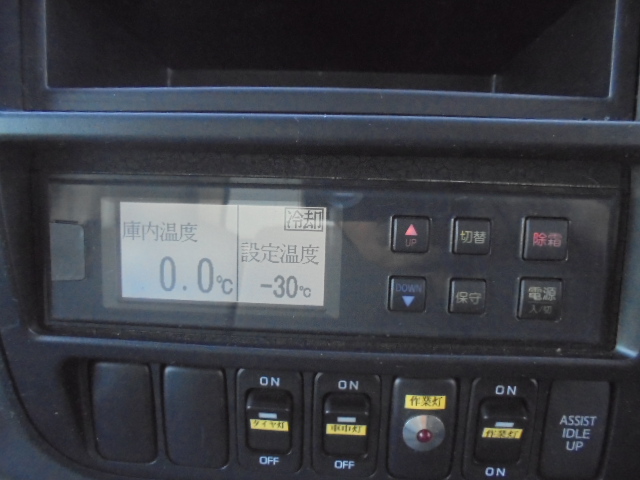 冷却
庫内温度
設定温度
0.0℃
-30℃
UP
切替
除霜
DOWN
保守
電源
入/切
ON
タイヤ灯
OFF
ON
車巾灯
OFF
作業灯
ON
作業灯
ON
ASSIST
IDLE
UP